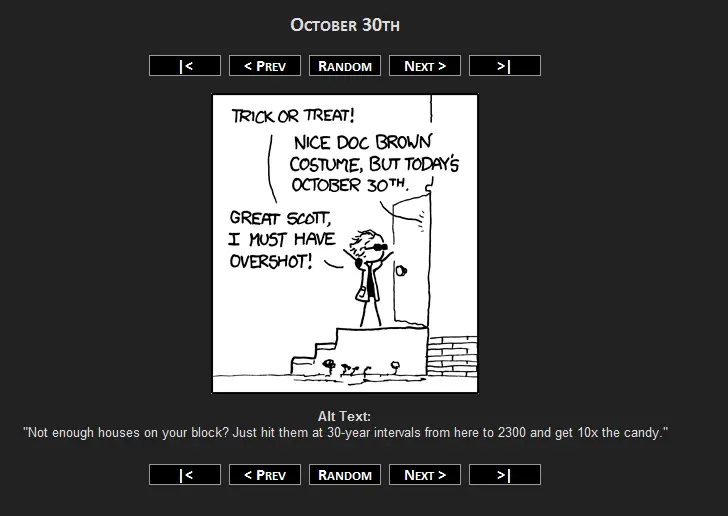 October 30th
|< < Prev Random Next > >|
TRICK OR TREAT!
NICE DOC BROWN
COSTUME, BUT TODAY'S
OCTOBER 30TH.
GREAT SCOTT,
I MUST HAVE
OVERSHOT!
Alt Text:
"Not enough houses on your block? Just hit them at 30-year intervals from here to 2300 and get 10x the candy."
|< < Prev Random Next > >|